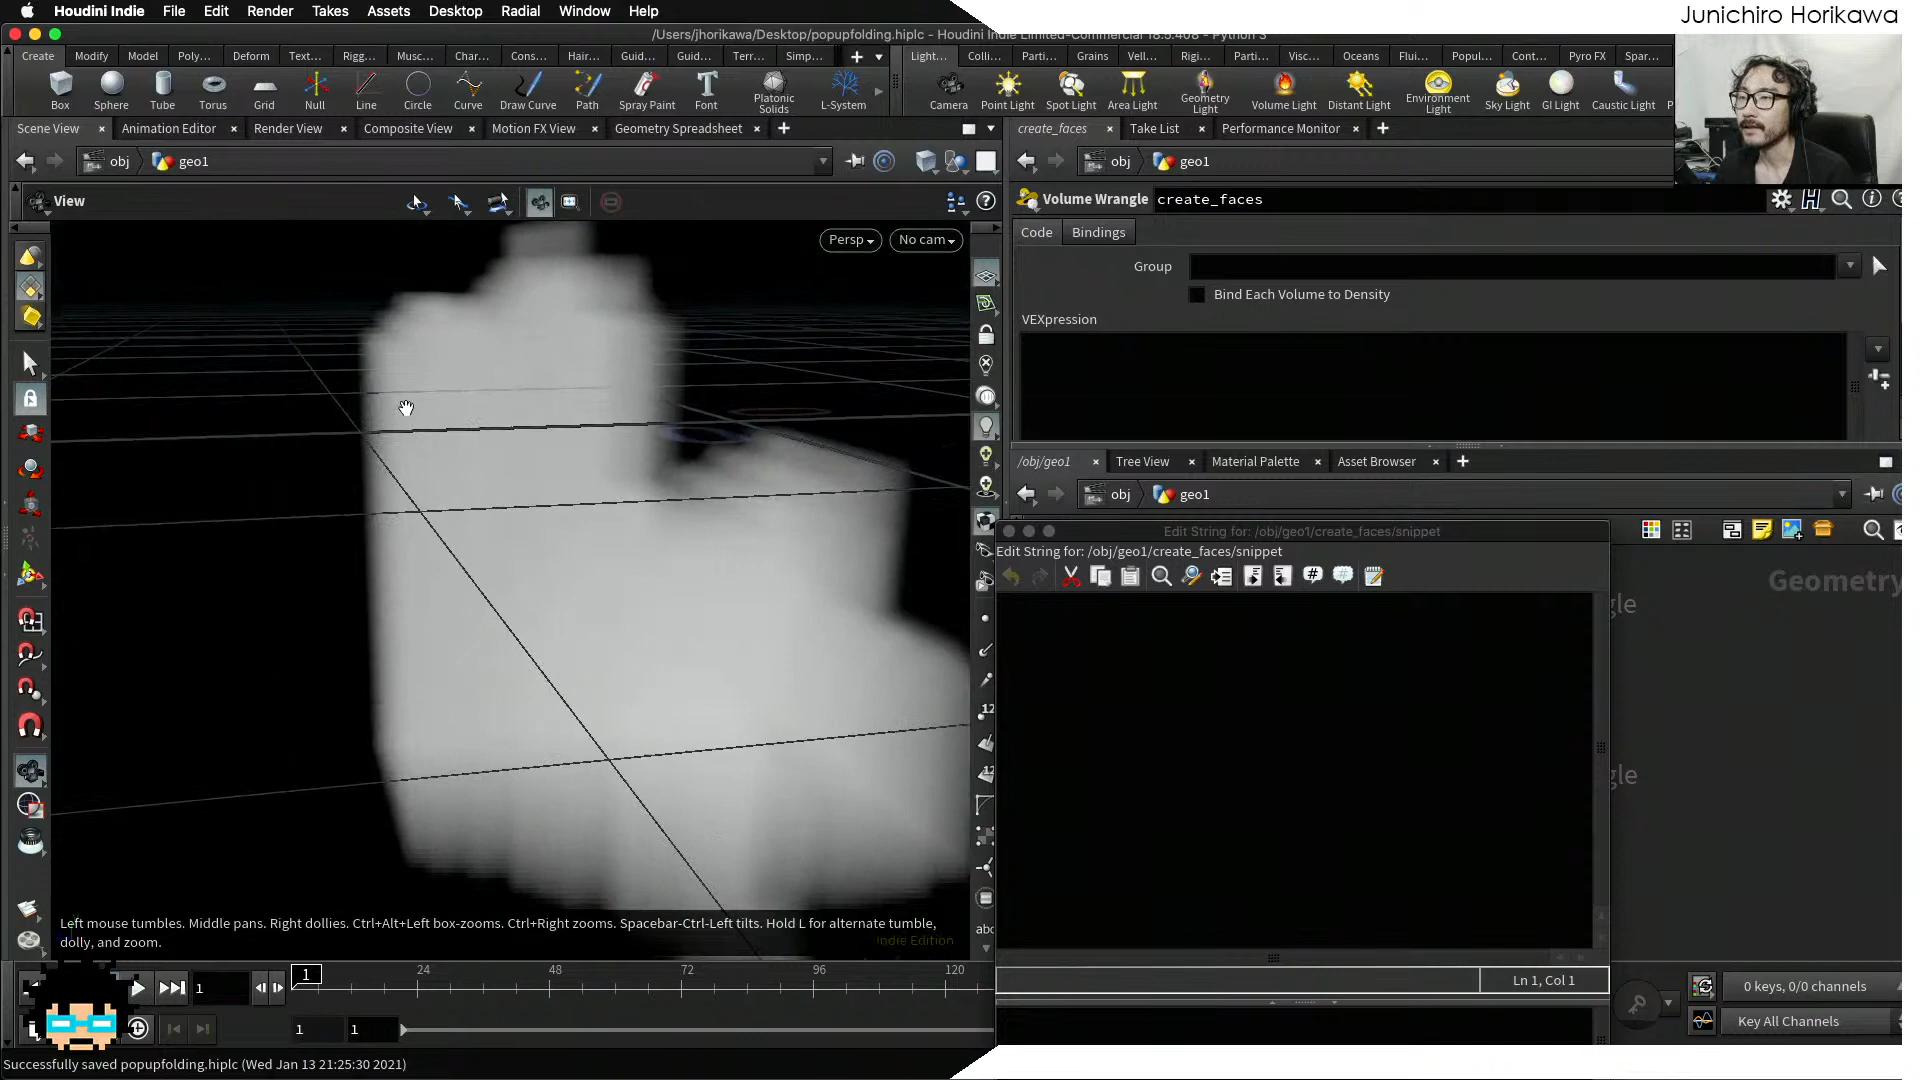 Houdini Indie File Edit Render Takes Assets Desktop Radial Window Help
Junichiro Horikawa
/Users/jhorikawa/Desktop/popupfolding.hiplc - Houdini Indie Limited-Commercial 18.5.408 - Python 3
Create Modify Model Poly... Deform Text... Rigg... Musc... Char... Cons... Hair... Guid... Guid... Terr... Simp...
Light... Colli... Parti... Grains Vell... Rigi... Parti... Visc... Oceans Flui... Popul... Cont... Pyro FX Spar...
Box Sphere Tube Torus Grid Null Line Circle Curve Draw Curve Path Spray Paint Font Platonic Solids L-System
Camera Point Light Spot Light Area Light Geometry Light Volume Light Distant Light Environment Light Sky Light GI Light Caustic Light P
Scene View Animation Editor Render View Composite View Motion FX View Geometry Spreadsheet
create_faces Take List Performance Monitor
obj geo1
obj geo1
View
Volume Wrangle create_faces
Code Bindings
Persp No cam
Group
Bind Each Volume to Density
VEXpression
/obj/geo1 Tree View Material Palette Asset Browser
obj geo1
Edit String for: /obj/geo1/create_faces/snippet
Edit String for: /obj/geo1/create_faces/snippet
Geometry
gle
gle
12
12
abc
Left mouse tumbles. Middle pans. Right dollies. Ctrl+Alt+Left box-zooms. Ctrl+Right zooms. Spacebar-Ctrl-Left tilts. Hold L for alternate tumble,
dolly, and zoom.
Indie Edition
Ln 1, Col 1
1 24 48 72 96 120
1
0 keys, 0/0 channels
1 1
Key All Channels
Successfully saved popupfolding.hiplc (Wed Jan 13 21:25:30 2021)